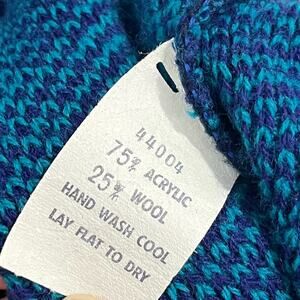 44004
75% ACRYLIC
25% WOOL
HAND WASH COOL
LAY FLAT TO DRY